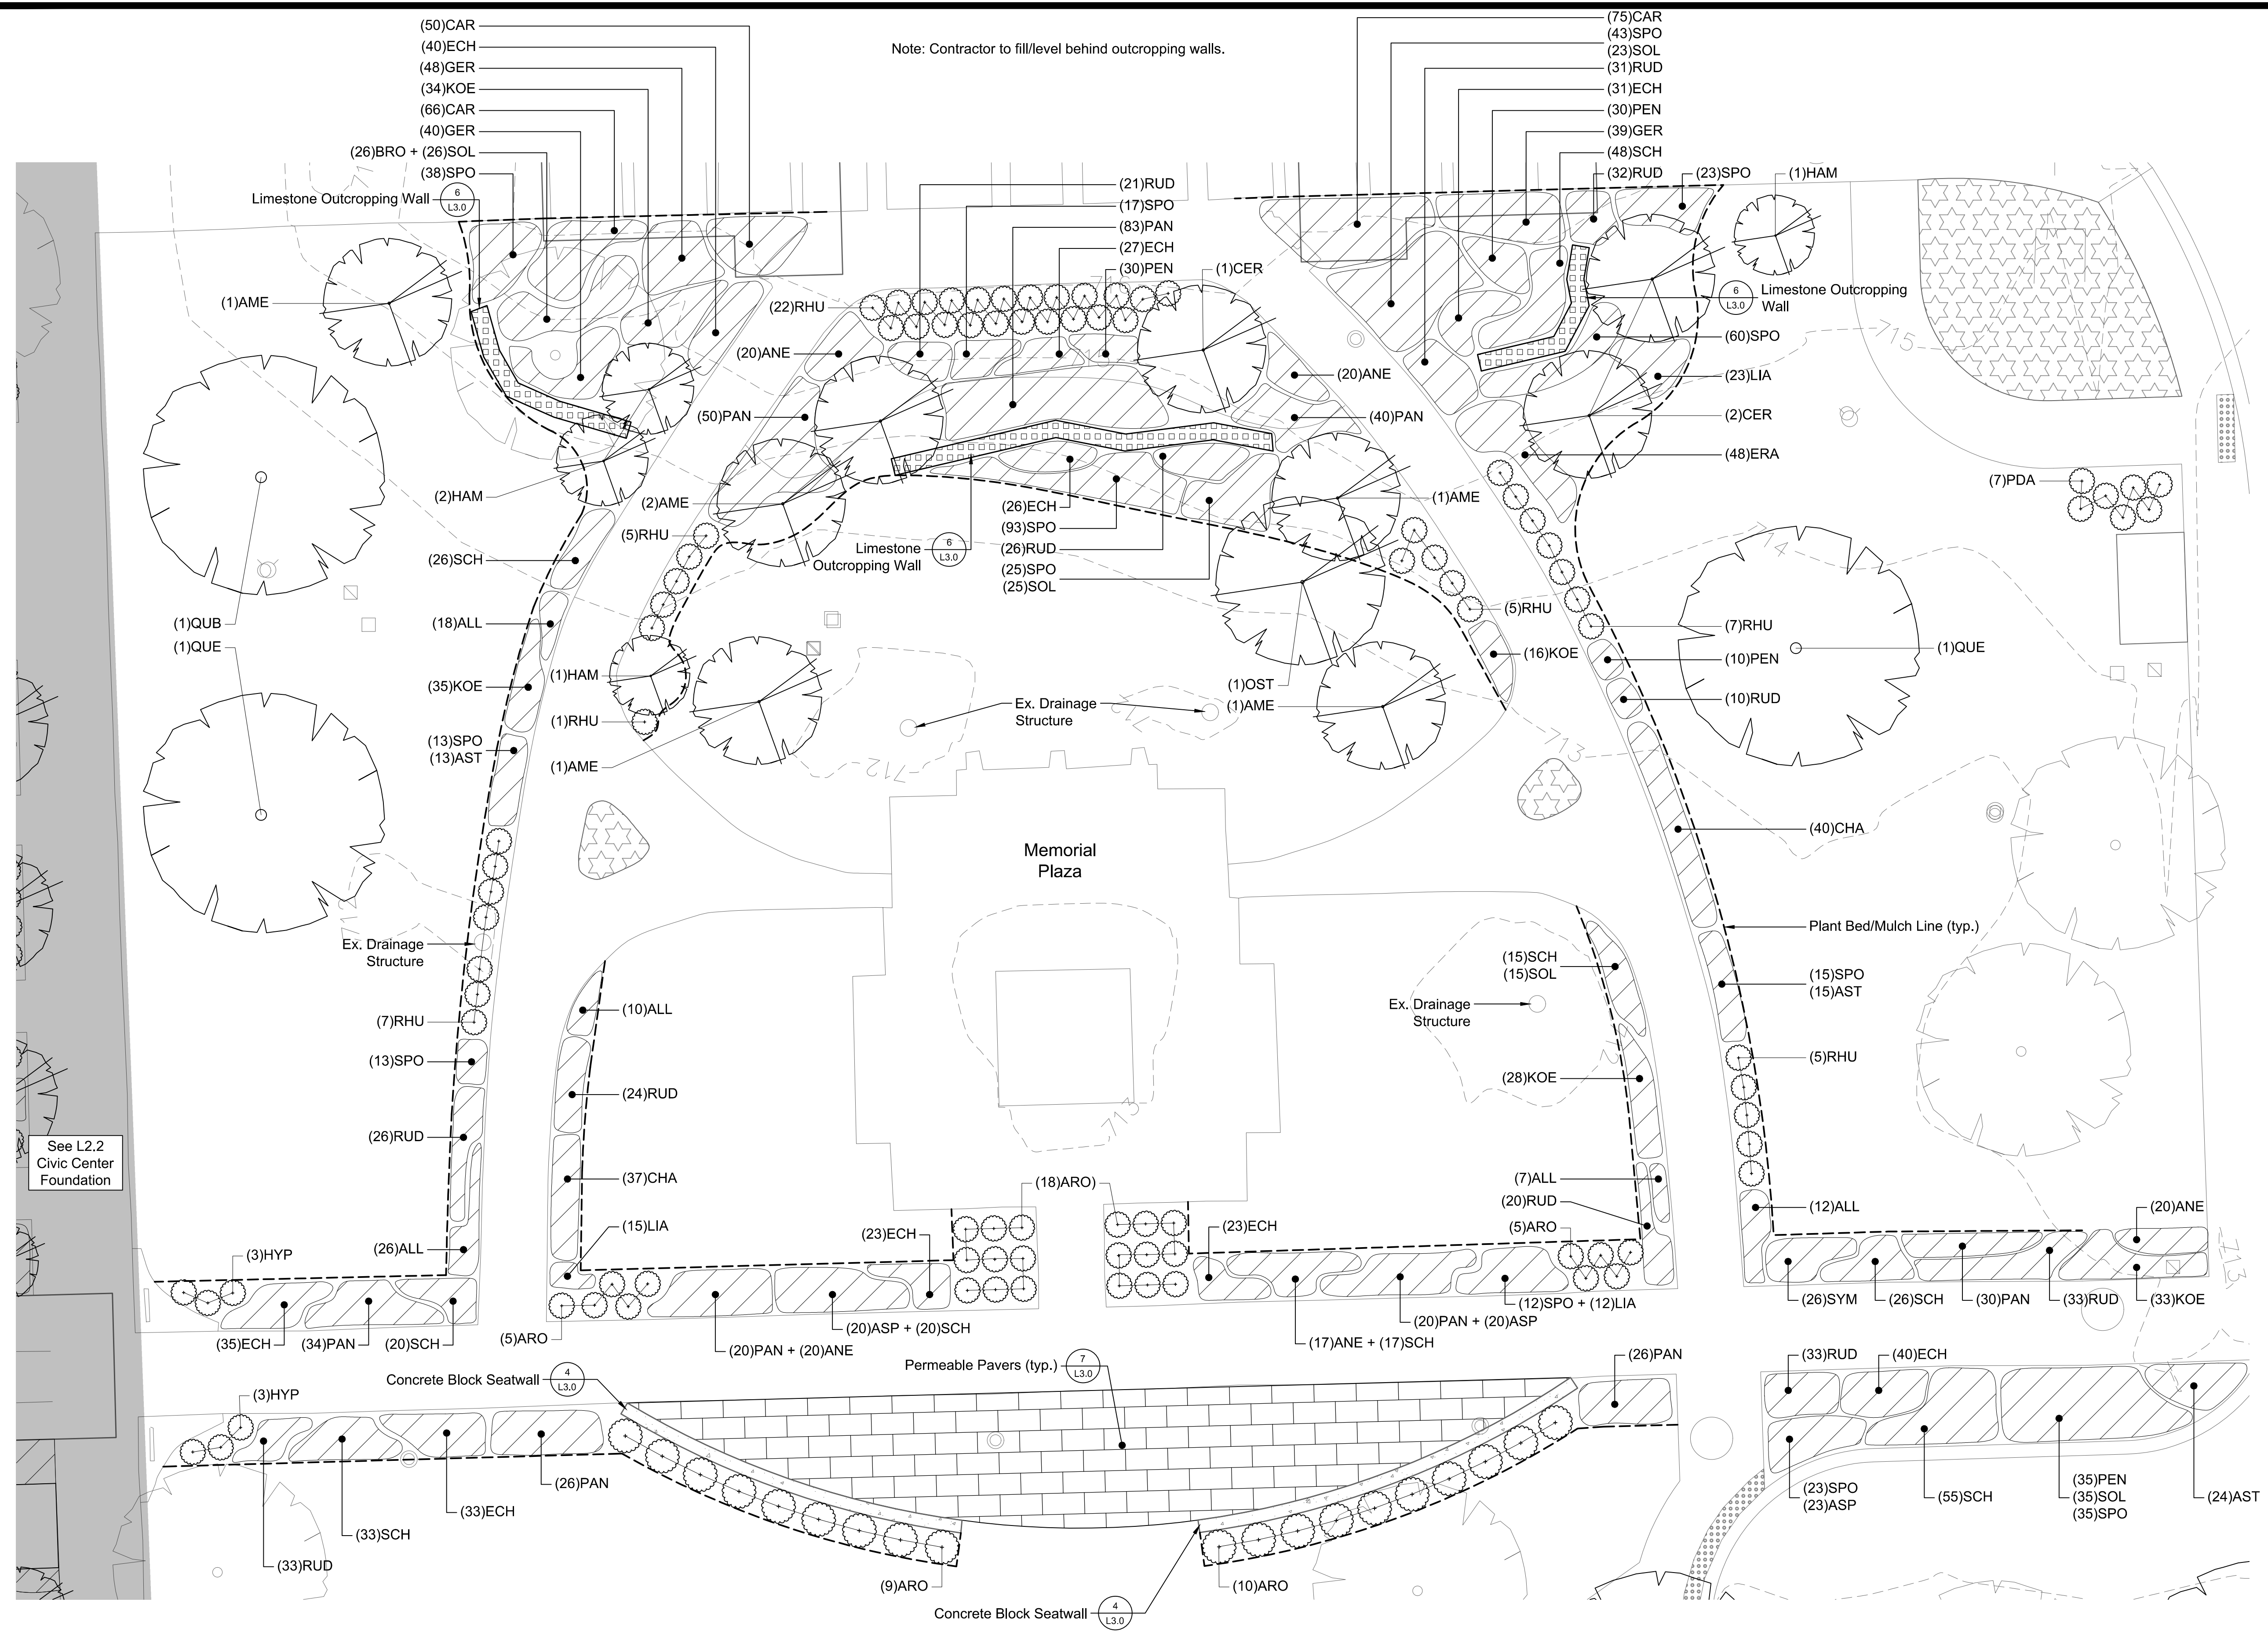 (50)CAR
(40)ECH
(48)GER
(34)KOE
(66)CAR
(40)GER
(26)BRO + (26)SOL
(38)SPO
Limestone Outcropping Wall
6
L3.0
Note: Contractor to fill/level behind outcropping walls.
(75)CAR
(43)SPO
(23)SOL
(31)RUD
(31)ECH
(30)PEN
(39)GER
(48)SCH
(32)RUD
(23)SPO
(1)HAM
(21)RUD
(17)SPO
(83)PAN
(27)ECH
(30)PEN
(1)CER
(1)AME
(22)RHU
6
L3.0
Limestone Outcropping
Wall
715
(20)ANE
(60)SPO
(20)ANE
(23)LIA
(50)PAN
(40)PAN
(2)CER
(48)ERA
(2)HAM
(2)AME
(1)AME
(7)PDA
(26)ECH
(93)SPO
(26)RUD
(25)SPO
(25)SOL
(5)RHU
Limestone
Outcropping Wall
6
L3.0
714
(26)SCH
(1)QUB
(1)QUE
(18)ALL
(5)RHU
(7)RHU
(16)KOE
(10)PEN
(1)QUE
(35)KOE
(1)HAM
(1)OST
(10)RUD
(1)RHU
Ex. Drainage
Structure
(1)AME
(13)SPO
(13)AST
(1)AME
712
713
(40)CHA
Memorial
Plaza
Ex. Drainage
Structure
Plant Bed/Mulch Line (typ.)
(15)SCH
(15)SOL
(15)SPO
(15)AST
Ex. Drainage
Structure
(10)ALL
(7)RHU
(13)SPO
(5)RHU
(28)KOE
(24)RUD
713
(26)RUD
See L2.2
Civic Center
Foundation
(37)CHA
(18)ARO)
(7)ALL
(20)RUD
(5)ARO
(12)ALL
(20)ANE
(15)LIA
(23)ECH
(23)ECH
(26)ALL
(3)HYP
713
(35)ECH
(34)PAN
(20)SCH
(5)ARO
(20)PAN + (20)ANE
(20)ASP + (20)SCH
(17)ANE + (17)SCH
(20)PAN + (20)ASP
(12)SPO + (12)LIA
(26)SYM
(26)SCH
(30)PAN
(33)RUD
(33)KOE
Concrete Block Seatwall
4
L3.0
Permeable Pavers (typ.)
7
L3.0
(26)PAN
(33)RUD
(40)ECH
(3)HYP
(26)PAN
(33)ECH
(33)SCH
(33)RUD
(23)SPO
(23)ASP
(55)SCH
(35)PEN
(35)SOL
(35)SPO
(24)AST
(9)ARO
(10)ARO
Concrete Block Seatwall
4
L3.0